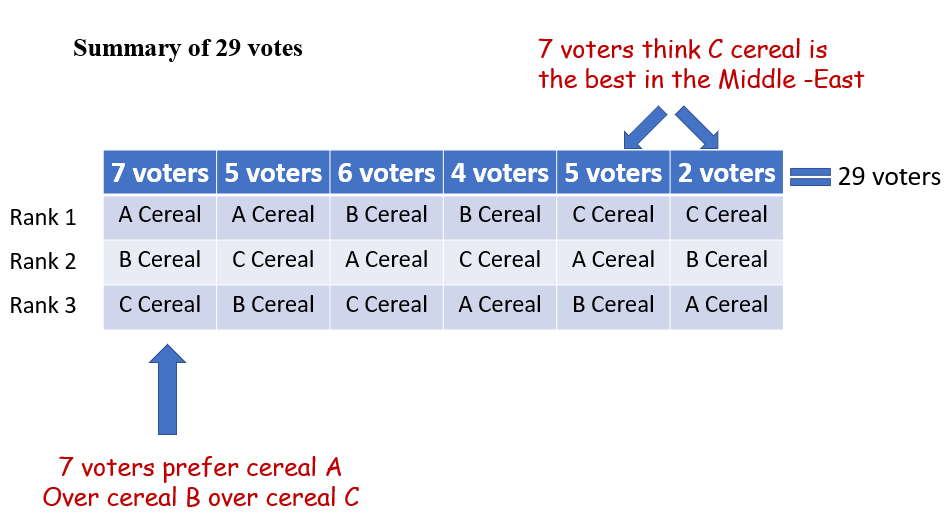 Summary of 29 votes
7 voters think C cereal is
the best in the Middle -East
7 voters 5 voters 6 voters 4 voters 5 voters 2 voters 29 voters
Rank 1 A Cereal A Cereal B Cereal B Cereal C Cereal C Cereal
Rank 2 B Cereal C Cereal A Cereal C Cereal A Cereal B Cereal
Rank 3 C Cereal B Cereal C Cereal A Cereal B Cereal A Cereal
7 voters prefer cereal A
Over cereal B over cereal C